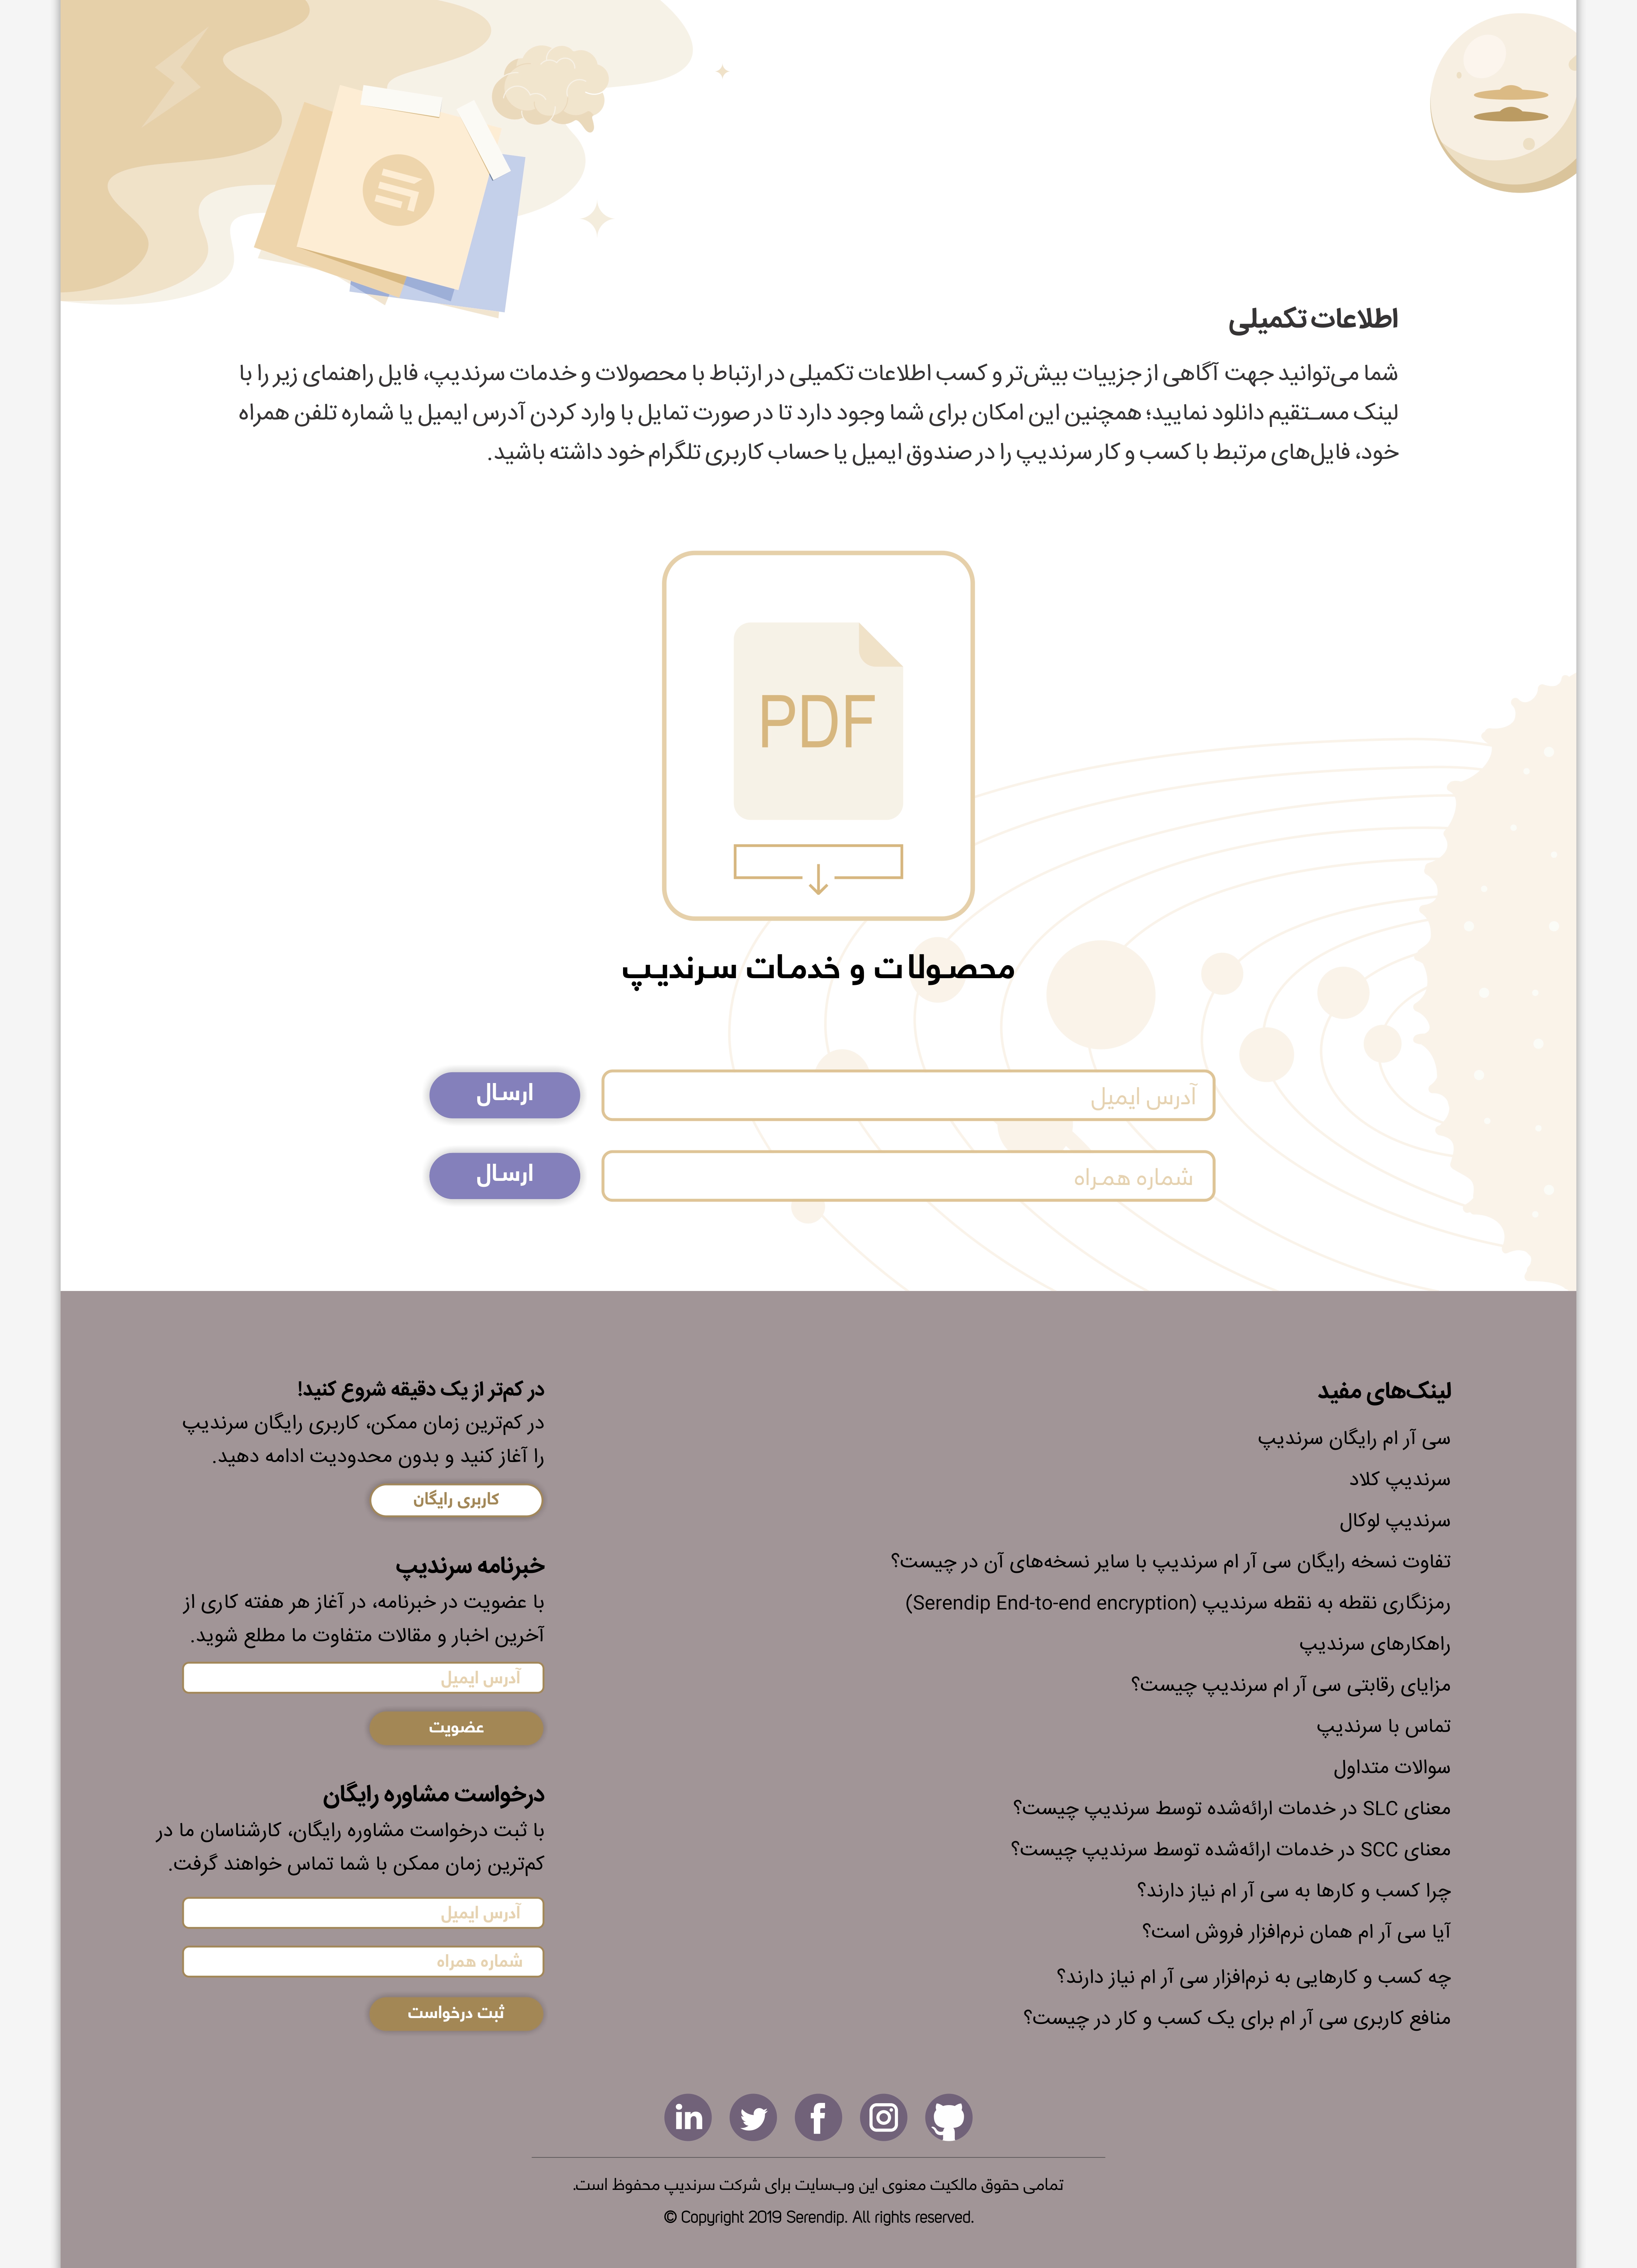 اطلاعات تکمیلی
شما می‌توانید جهت آگاهی از جزییات بیش‌تر و کسب اطلاعات تکمیلی در ارتباط با محصولات و خدمات سرندیپ، فایل راهنمای زیر را با
لینک مستقیم دانلود نمایید؛ همچنین این امکان برای شما وجود دارد تا در صورت تمایل با وارد کردن آدرس ایمیل یا شماره تلفن همراه
خود، فایل‌های مرتبط با کسب و کار سرندیپ را در صندوق ایمیل یا حساب کاربری تلگرام خود داشته باشید.
PDF
محصولات و خدمات سرندیپ
آدرس ایمیل
ارسال
شماره همراه
ارسال
لینک‌های مفید
سی آر ام رایگان سرندیپ
سرندیپ کلاد
سرندیپ لوکال
تفاوت نسخه رایگان سی آر ام سرندیپ با سایر نسخه‌های آن در چیست؟
رمزنگاری نقطه به نقطه سرندیپ (Serendip End-to-end encryption)
راهکارهای سرندیپ
مزایای رقابتی سی آر ام سرندیپ چیست؟
تماس با سرندیپ
سوالات متداول
معنای SLC در خدمات ارائه‌شده توسط سرندیپ چیست؟
معنای SCC در خدمات ارائه‌شده توسط سرندیپ چیست؟
چرا کسب و کارها به سی آر ام نیاز دارند؟
آیا سی آر ام همان نرم‌افزار فروش است؟
چه کسب و کارهایی به نرم‌افزار سی آر ام نیاز دارند؟
منافع کاربری سی آر ام برای یک کسب و کار در چیست؟
در کم‌تر از یک دقیقه شروع کنید!
در کم‌ترین زمان ممکن، کاربری رایگان سرندیپ
را آغاز کنید و بدون محدودیت ادامه دهید.
کاربری رایگان
خبرنامه سرندیپ
با عضویت در خبرنامه، در آغاز هر هفته کاری از
آخرین اخبار و مقالات متفاوت ما مطلع شوید.
آدرس ایمیل
عضویت
درخواست مشاوره رایگان
با ثبت درخواست مشاوره رایگان، کارشناسان ما در
کم‌ترین زمان ممکن با شما تماس خواهند گرفت.
آدرس ایمیل
شماره همراه
ثبت درخواست
تمامی حقوق مالکیت معنوی این وب‌سایت برای شرکت سرندیپ محفوظ است.
© Copyright 2019 Serendip. All rights reserved.